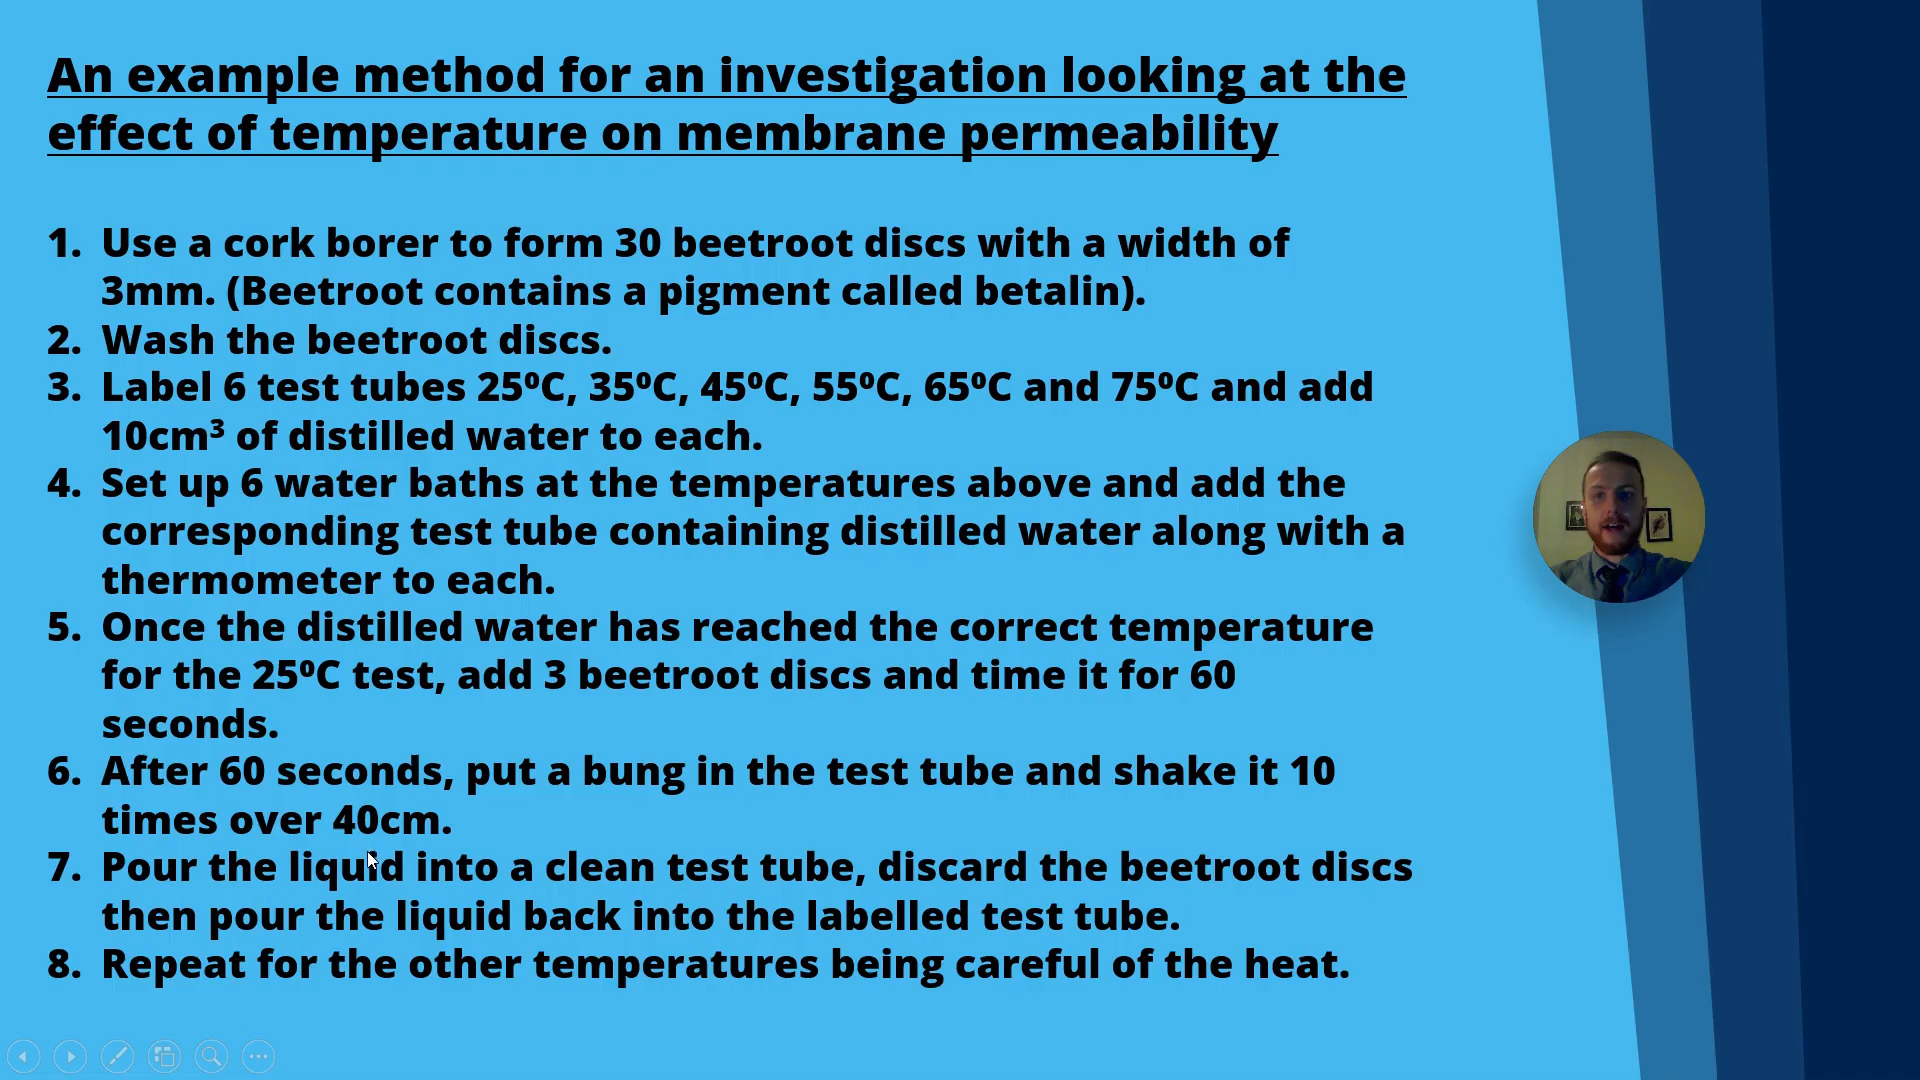 An example method for an investigation looking at the
effect of temperature on membrane permeability
1. Use a cork borer to form 30 beetroot discs with a width of
3mm. (Beetroot contains a pigment called betalin).
2. Wash the beetroot discs.
3. Label 6 test tubes 25⁰C, 35⁰C, 45⁰C, 55⁰C, 65⁰C and 75⁰C and add
10cm³ of distilled water to each.
4. Set up 6 water baths at the temperatures above and add the
corresponding test tube containing distilled water along with a
thermometer to each.
5. Once the distilled water has reached the correct temperature
for the 25⁰C test, add 3 beetroot discs and time it for 60
seconds.
6. After 60 seconds, put a bung in the test tube and shake it 10
times over 40cm.
7. Pour the liquid into a clean test tube, discard the beetroot discs
then pour the liquid back into the labelled test tube.
8. Repeat for the other temperatures being careful of the heat.